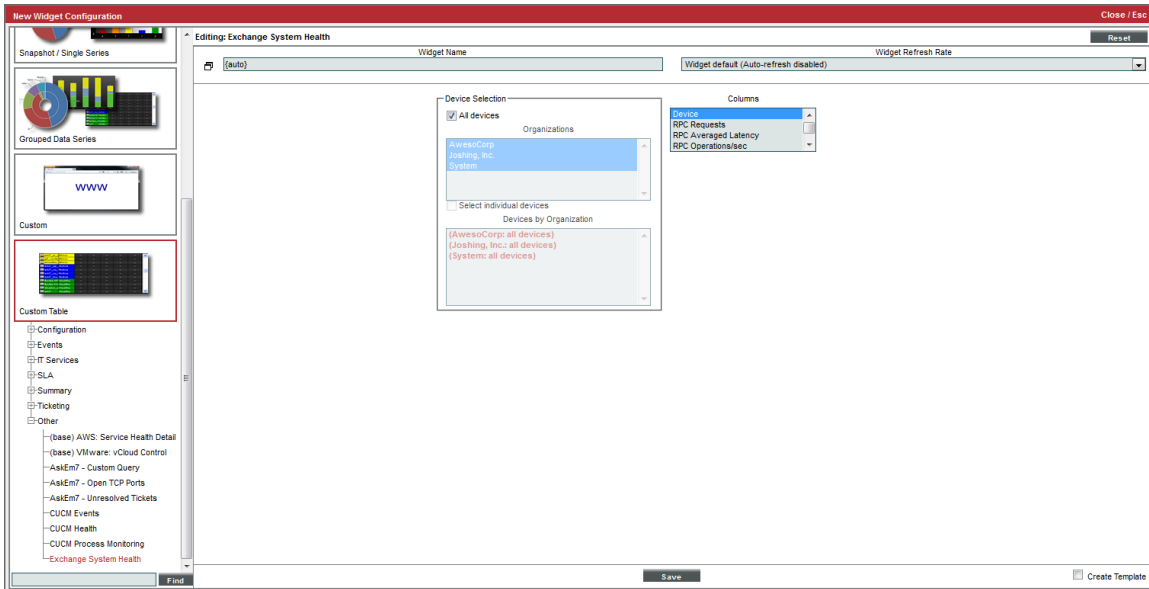 New Widget Configuration
Close / Esc
Snapshot / Single Series
Grouped Data Series
WWW
Custom
Custom Table
Configuration
Events
IT Services
SLA
Summary
Ticketing
Other
(base) AWS: Service Health Detail
(base) VMware: vCloud Control
AskEm7 - Custom Query
AskEm7 - Open TCP Ports
AskEm7 - Unresolved Tickets
CUCM Events
CUCM Health
CUCM Process Monitoring
Exchange System Health
Find
Editing: Exchange System Health
Reset
Widget Name
Widget Refresh Rate
{auto}
Widget default (Auto-refresh disabled)
Device Selection
All devices
Organizations
AwesoCorp
Joshing, Inc.
System
Select individual devices
Devices by Organization
(AwesoCorp: all devices)
(Joshing, Inc.: all devices)
(System: all devices)
Columns
Device
RPC Requests
RPC Averaged Latency
RPC Operations/sec
Save
Create Template